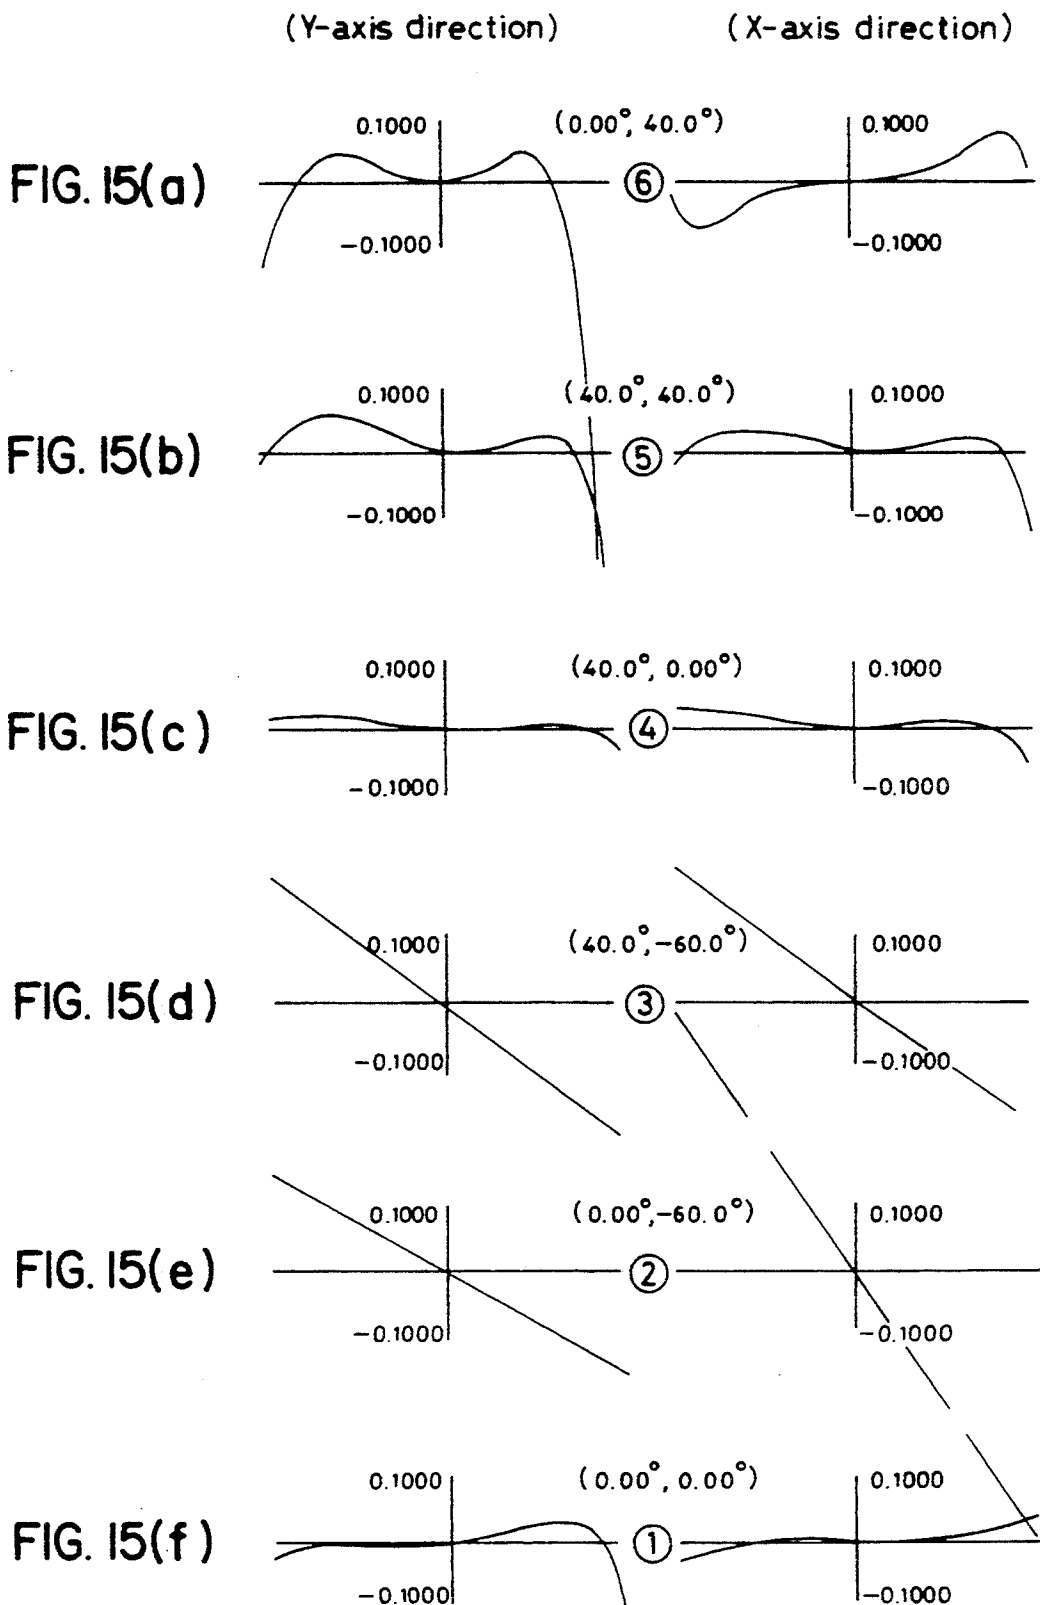 (Y-axis direction) (X-axis direction)
0.1000 (0.00°, 40.0°) 0.1000
FIG. 15(a) ⑥
-0.1000 -0.1000
0.1000 (40.0°, 40.0°) 0.1000
FIG. 15(b) ⑤
-0.1000 -0.1000
0.1000 (40.0°, 0.00°) 0.1000
FIG. 15(c) ④
-0.1000 -0.1000
0.1000 (40.0°,-60.0°) 0.1000
FIG. 15(d) ③
-0.1000 -0.1000
0.1000 (0.00°,-60.0°) 0.1000
FIG. 15(e) ②
-0.1000 -0.1000
0.1000 (0.00°, 0.00°) 0.1000
FIG. 15(f) ①
-0.1000 -0.1000